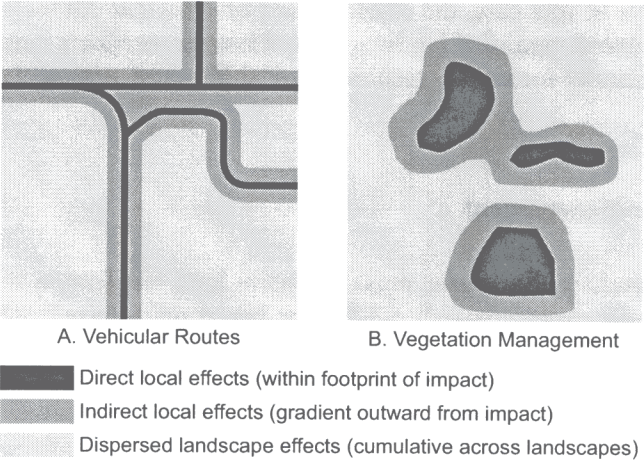 A. Vehicular Routes
B. Vegetation Management
Direct local effects (within footprint of impact)
Indirect local effects (gradient outward from impact)
Dispersed landscape effects (cumulative across landscapes)